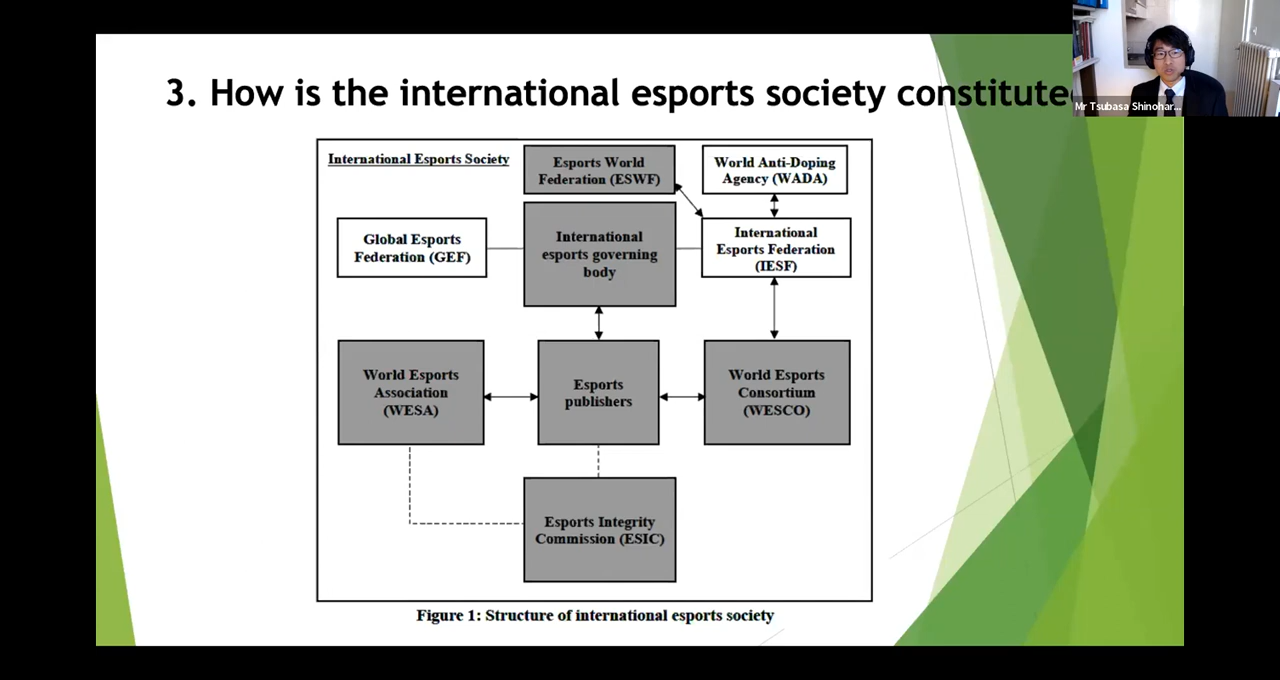 3. How is the international esports society constitute
Mr Tsubasa Shinohar...
International Esports Society
Esports World
Federation (ESWF)
World Anti-Doping
Agency (WADA)
Global Esports
Federation (GEF)
International
esports governing
body
International
Esports Federation
(IESF)
World Esports
Association
(WESA)
Esports
publishers
World Esports
Consortium
(WESCO)
Esports Integrity
Commission (ESIC)
Figure 1: Structure of international esports society